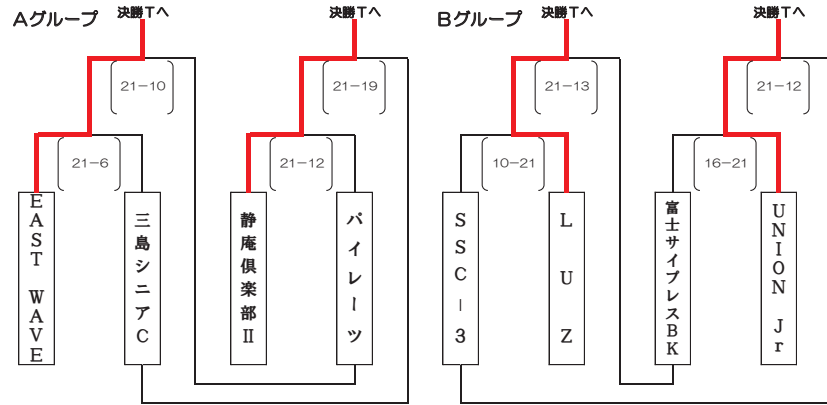 Aグループ 決勝Tへ 決勝Tへ Bグループ 決勝Tへ 決勝Tへ
21-10 21-19 21-13 21-12
21-6 21-12 10-21 16-21
EAST WAVE
三島シニアC
静庵倶楽部Ⅱ
パイレーツ
SSC-3
LUZ
富士サイプレスBK
UNION Jr